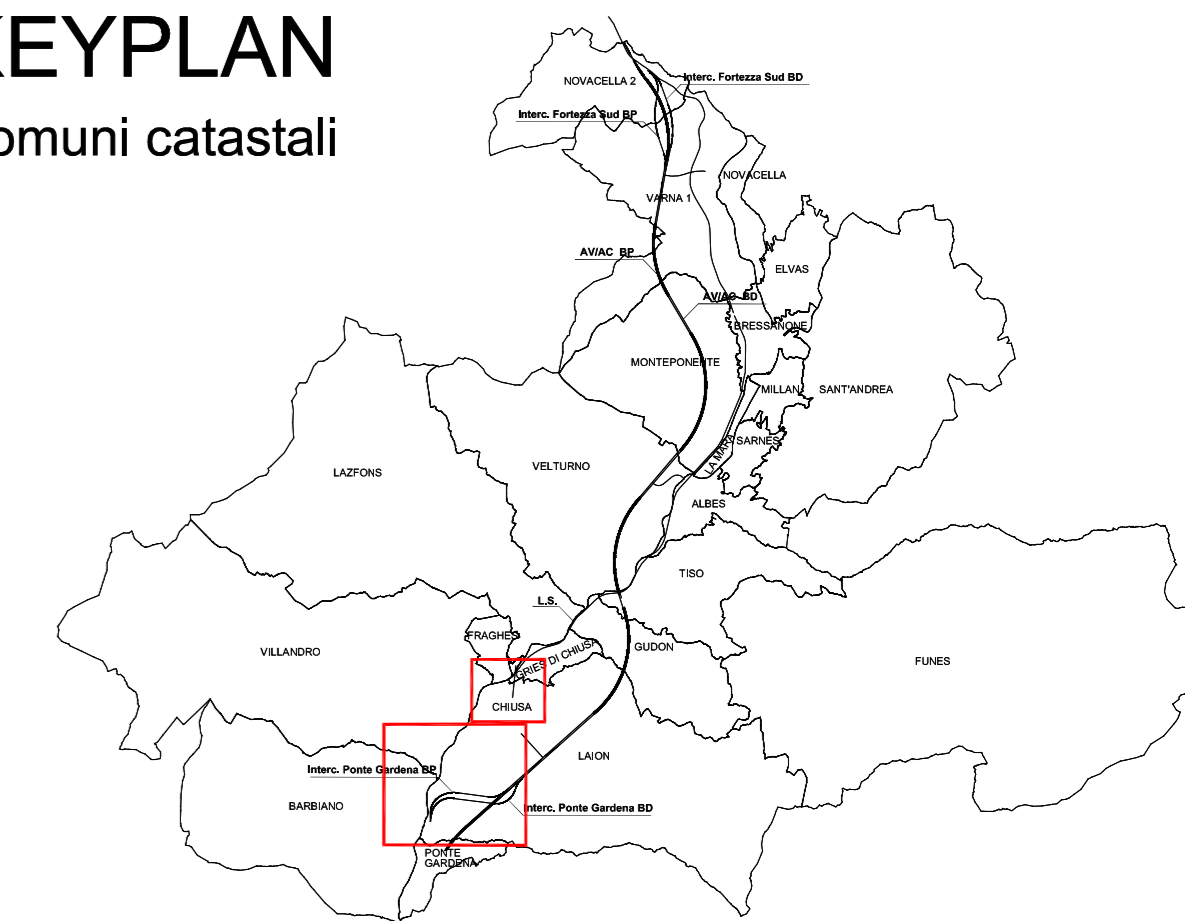 KEYPLAN
omuni catastali
NOVACELLA 2
Interc. Fortezza Sud BD
Interc. Fortezza Sud BP
NOVACELLA
VARNA 1
AV/AC BP
ELVAS
AV/AC BD
BRESSANONE
MONTEPONENTE
MILLAN
SANT'ANDREA
LA MARA
SARNES
LAZFONS
VELTURNO
ALBES
TISO
L.S.
FRAGHES
GRIES DI CHIUSA
GUDON
VILLANDRO
FUNES
CHIUSA
LAION
Interc. Ponte Gardena BP
BARBIANO
Interc. Ponte Gardena BD
PONTE
GARDENA